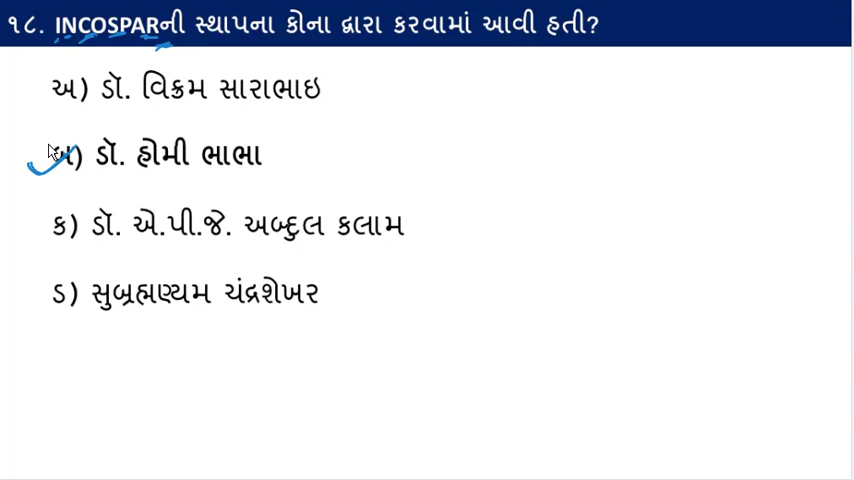 ૧૮. INCOSPARની સ્થાપના કોના દ્વારા કરવામાં આવી હતી?
અ) ડૉ. વિક્રમ સારાભાઇ
બ) ડૉ. હોમી ભાભા
ક) ડૉ. એ.પી.જે. અબ્દુલ કલામ
ડ) સુબ્રહ્મણ્યમ ચંદ્રશેખર